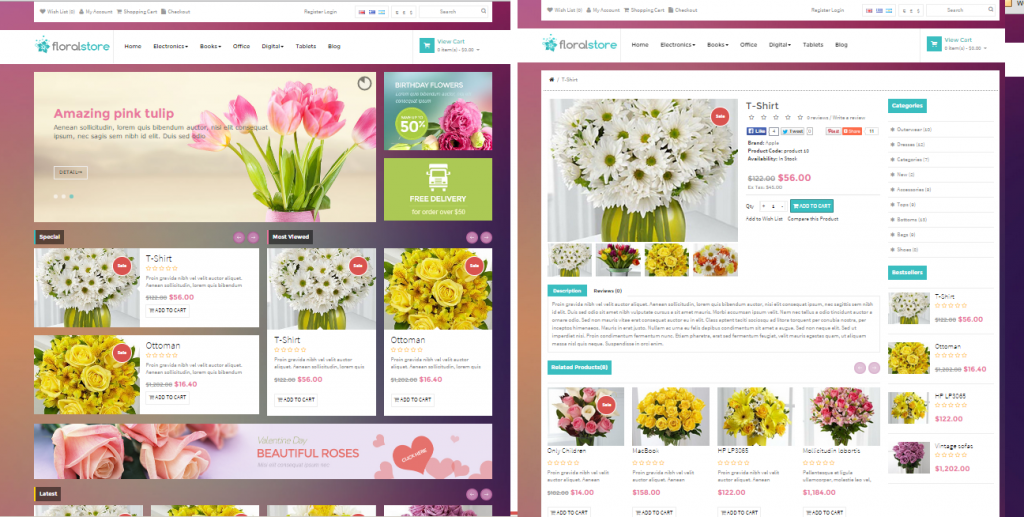 Wish List (0) My Account Shopping Cart Checkout
Register Login
€ £ $
Search
floralstore
Home Electronics Books Office Digital Tablets Blog
View Cart
0 item(s) - $0.00
Amazing pink tulip
Aenean sollicitudin, lorem quis bibendum auctor, nisi elit consequat
ipsum, nec sagis sem nibh id elit. Duis sed odio
DETAIL
BIRTHDAY FLOWERS
Lorem sollicitudin, lorem quis bibendum
consequat ipsum
SAVE UP TO
50%
FREE DELIVERY
for order over $50
Special
Sale
T-Shirt
Proin gravida nibh vel velit auctor aliquet.
Aenean sollicitudin, lorem quis bibendum
$122.00 $56.00
ADD TO CART
Sale
Ottoman
Proin gravida nibh vel velit auctor aliquet.
Aenean sollicitudin, lorem quis bibendum
$1,202.00 $16.40
ADD TO CART
Most Viewed
Sale
T-Shirt
Proin gravida nibh vel velit auctor
aliquet. Aenean sollicitudin, lorem quis
$122.00 $56.00
ADD TO CART
Sale
Ottoman
Proin gravida nibh vel velit auctor
aliquet. Aenean sollicitudin, lorem quis
$1,202.00 $16.40
ADD TO CART
Valentine Day
BEAUTIFUL ROSES
CLICK HERE
Latest
Wish List (0) My Account Shopping Cart Checkout
Register Login
€ £ $
Search
floralstore
Home Electronics Books Office Digital Tablets Blog
View Cart
0 item(s) - $0.00
/ T-Shirt
Sale
T-Shirt
0 reviews / Write a review
Like
Tweet
Pinit
Share
11
Brand: Apple
Product Code: product 13
Availability: In Stock
$122.00 $56.00
Ex Tax: $45.00
Qty - 1 +
ADD TO CART
Add to Wish List Compare this Product
Description Reviews (0)
Proin gravida nibh vel velit auctor aliquet. Aenean sollicitudin, lorem quis bibendum auctor, nisi elit consequat ipsum, nec sagittis sem nibh
id elit. Duis sed odio sit amet nibh vulputate cursus a sit amet mauris. Morbi accumsan ipsum velit. Nam nec tellus a odio tincidunt auctor a
ornare odio. Sed non mauris vitae erat consequat auctor eu in elit. Class aptent taciti sociosqu ad litora torquent per conubia nostra, per
inceptos himenaeos. Mauris in erat justo. Nullam ac urna eu felis dapibus condimentum sit amet a augue. Sed non neque elit. Sed ut
imperdiet nisi. Proin condimentum fermentum nunc. Etiam pharetra, erat sed fermentum feugiat, velit mauris egestas quam, ut aliquam
massa nisl quis neque. Suspendisse in orci enim.
Related Products(8)
Only Children
Proin gravida nibh vel velit
auctor aliquet. Aenean
$102.00 $14.00
ADD TO CART
Sale
MacBook
Proin gravida nibh vel velit
auctor aliquet. Aenean
$158.00
ADD TO CART
HP LP3065
Proin gravida nibh vel velit
auctor aliquet. Aenean
$122.00
ADD TO CART
Mollicitudin lobortis
Pellentesque et ligula
ullamcorper, molestie leo vel,
$1,184.00
ADD TO CART
Categories
Outerwear (40)
Dresses (42)
Categories (7)
New (2)
Accessories (8)
Tops (4)
Bottoms (45)
Bags (6)
Shoes (0)
Bestsellers
T-Shirt
$122.00 $56.00
Ottoman
$1,202.00 $16.40
HP LP3065
$122.00
Vintage sofas
$1,202.00